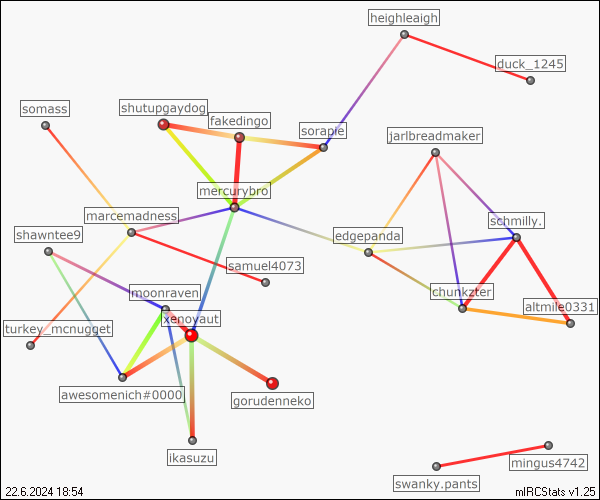 heighleaigh
duck_1245
shutupgaydog
somass
fakedingo
sorapie
jarlbreadmaker
mercurybro
marcemadness
schmilly.
shawntee9
edgepanda
samuel4073
moonraven
chunkzter
altmile0331
xenoyaut
turkey_mcnugget
awesomenich#0000
gorudenneko
ikasuzu
mingus4742
swanky.pants
22.6.2024 18:54
mIRCStats v1.25